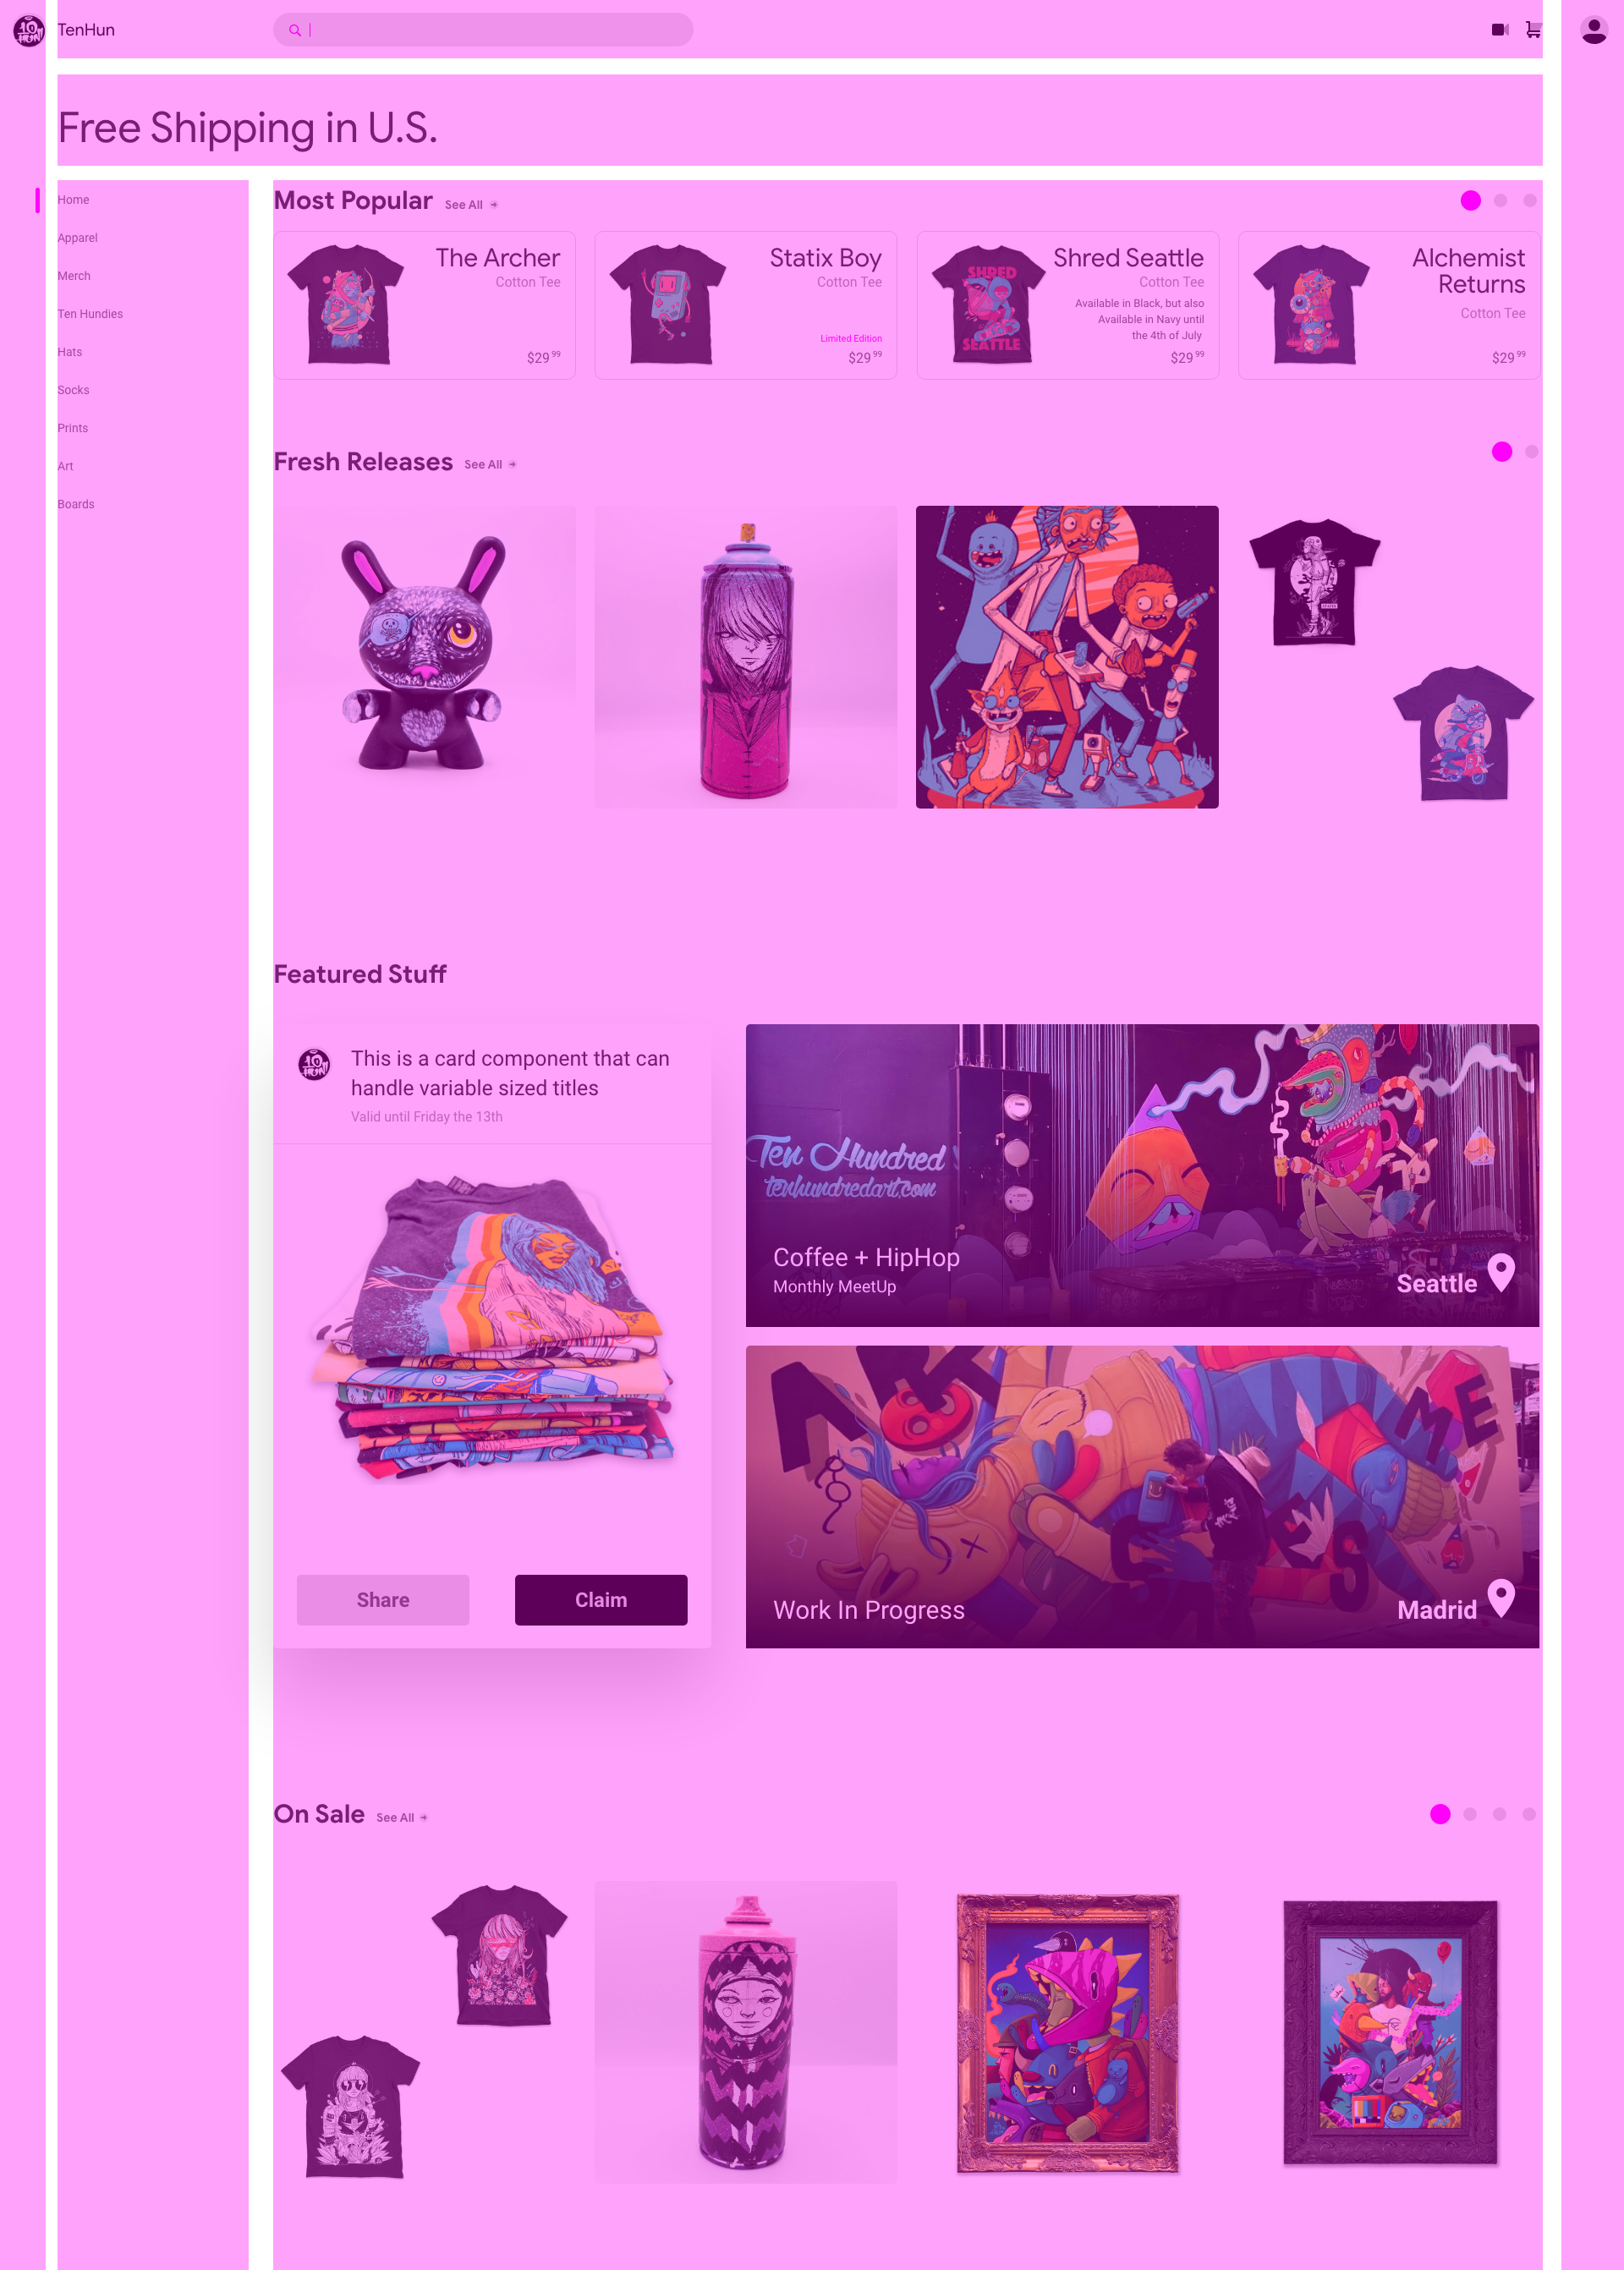 TenHun
Free Shipping in U.S.
Home
Apparel
Merch
Ten Hundies
Hats
Socks
Prints
Art
Boards
Most Popular
See All
The Archer
Cotton Tee
$29 99
Statix Boy
Cotton Tee
Limited Edition
$29 99
SHRED
SEATTLE
Shred Seattle
Cotton Tee
Available in Black, but also
Available in Navy until
the 4th of July
$29 99
Alchemist
Returns
Cotton Tee
$29 99
Fresh Releases
See All
Featured Stuff
This is a card component that can
handle variable sized titles
Valid until Friday the 13th
Share
Claim
Ten Hundred
tenhundredart.com
Coffee + HipHop
Monthly MeetUp
Seattle
Work In Progress
Madrid
On Sale
See All